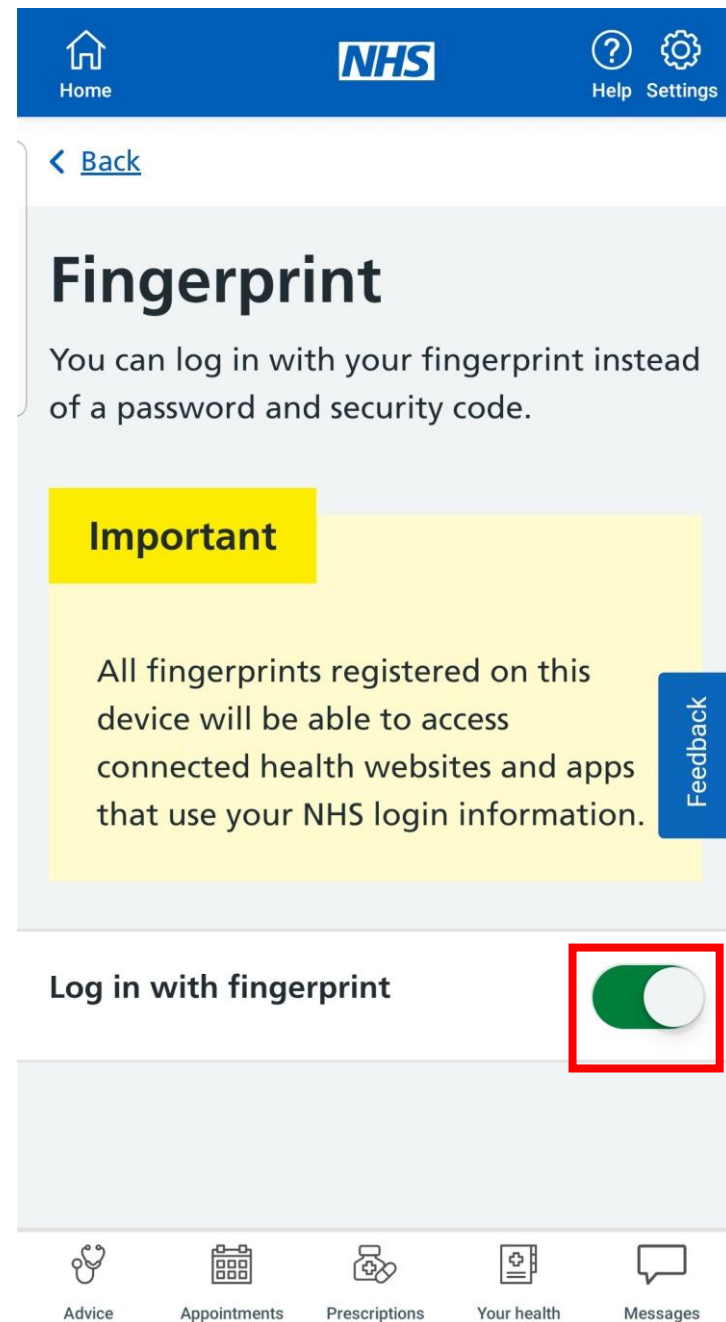 NHS
Home
Help Settings
Back
Fingerprint
You can log in with your fingerprint instead
of a password and security code.
Important
All fingerprints registered on this
device will be able to access
connected health websites and apps
that use your NHS login information.
Feedback
Log in with fingerprint
Advice Appointments Prescriptions Your health Messages